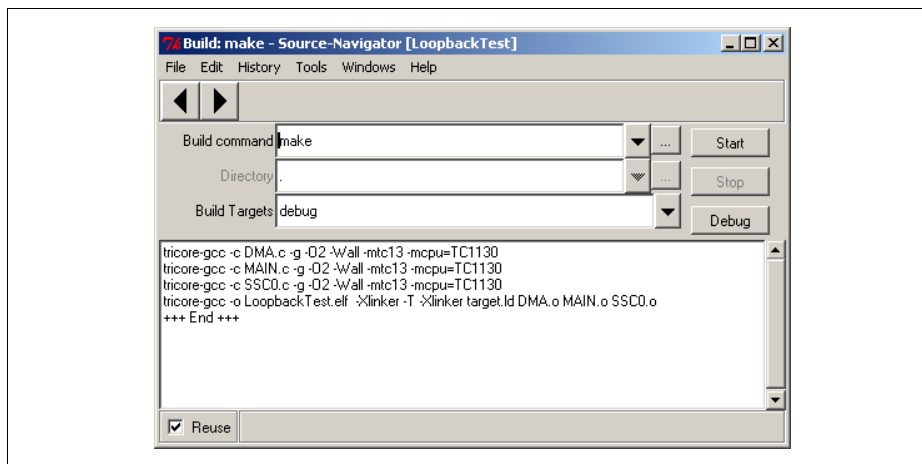 Build: make - Source-Navigator [LoopbackTest]
File Edit History Tools Windows Help
Build command make ... Start
Directory . ... Stop
Build Targets debug Debug
tricore-gcc -c DMA.c -g -O2 -Wall -mtc13 -mcpu=TC1130
tricore-gcc -c MAIN.c -g -O2 -Wall -mtc13 -mcpu=TC1130
tricore-gcc -c SSC0.c -g -O2 -Wall -mtc13 -mcpu=TC1130
tricore-gcc -o LoopbackTest.elf -Xlinker -T -Xlinker target.ld DMA.o MAIN.o SSC0.o
+++ End +++
Reuse